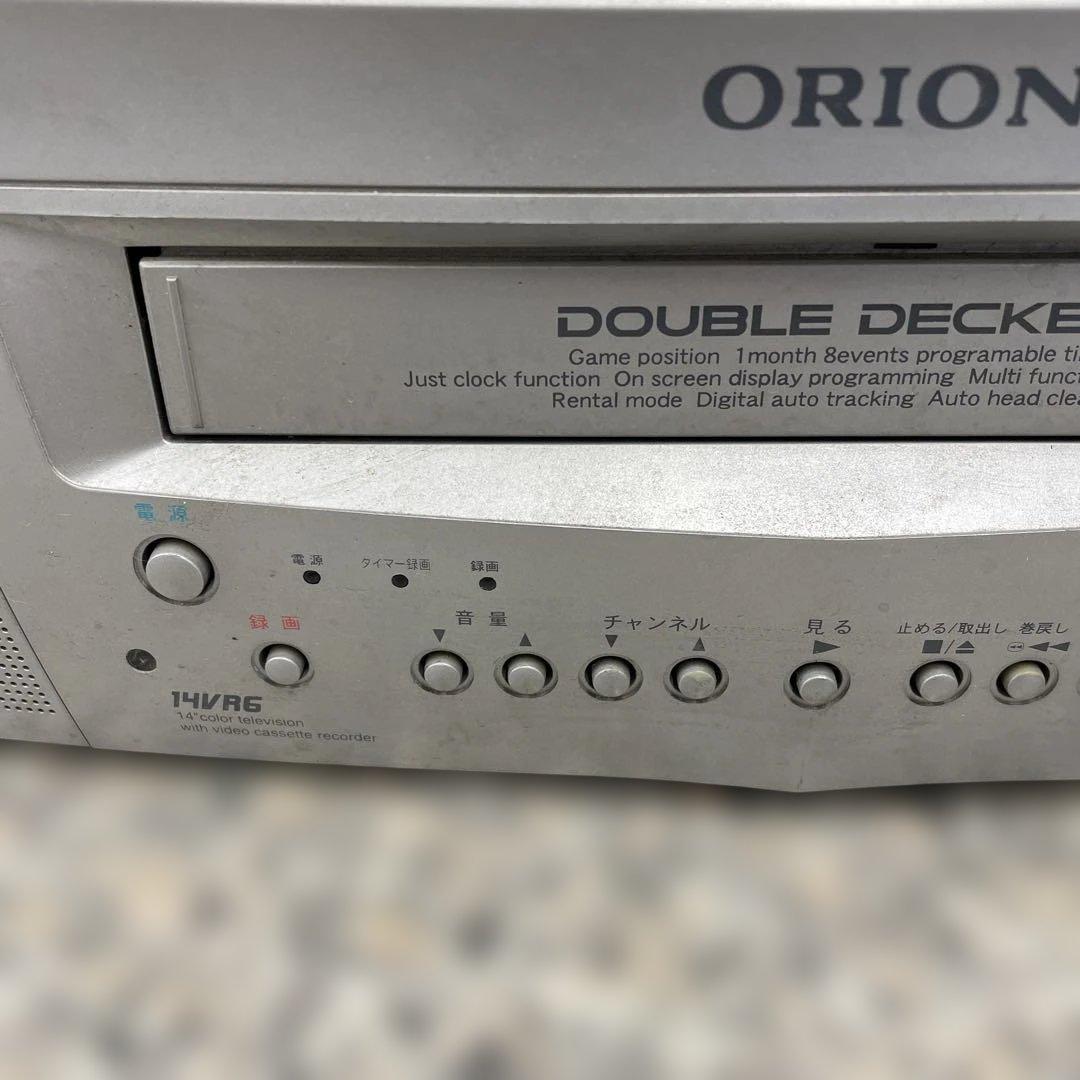 ORION
DOUBLE DECKE
Game position 1month 8events programable ti
Just clock function On screen display programming Multi funct
Rental mode Digital auto tracking Auto head clea
電源
電源 タイマー録画 録画
録画 音量 チャンネル 見る 止める/取出し 巻戻し
▼ ▲ ▼ ▲ ▶ ■/⏏ ◀◀
14VR6
14"color television
with video cassette recorder